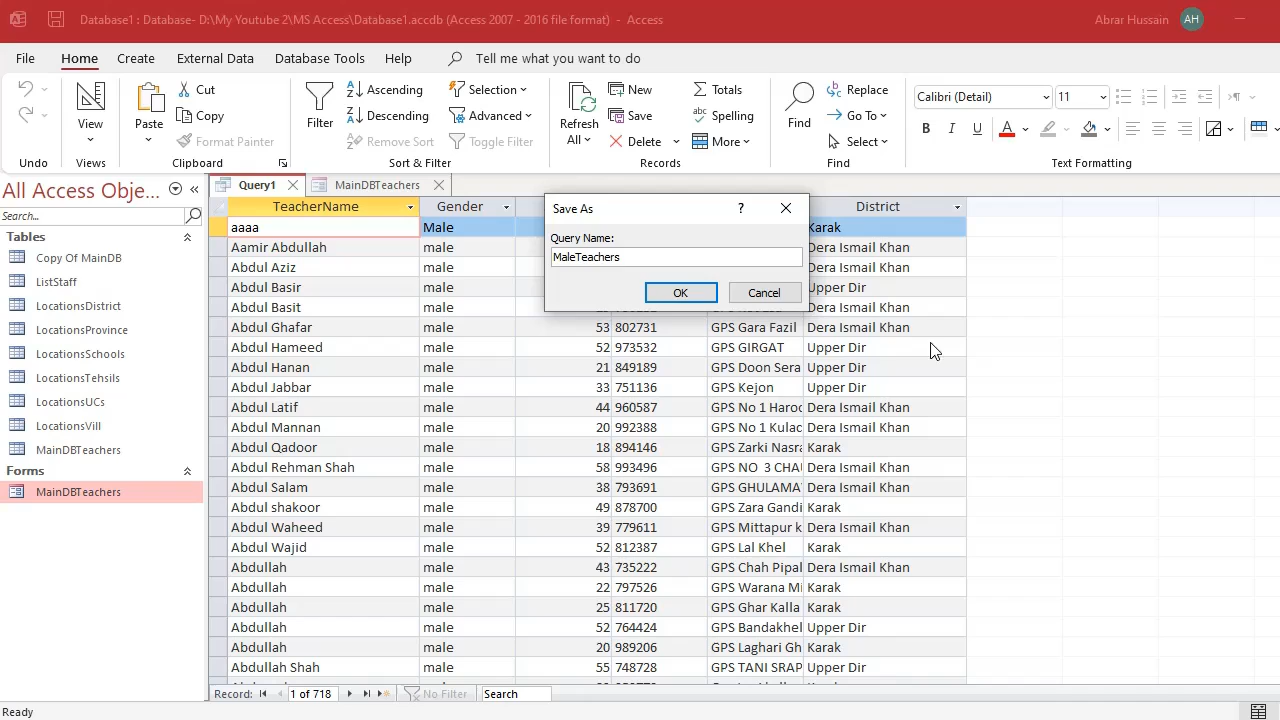 Database1 : Database- D:\My Youtube 2\MS Access\Database1.accdb (Access 2007 - 2016 file format) - Access
Abrar Hussain AH
File Home Create External Data Database Tools Help Tell me what you want to do
Undo
View
Views
Paste
Cut
Copy
Format Painter
Clipboard
Filter
Ascending
Descending
Remove Sort
Selection
Advanced
Toggle Filter
Sort & Filter
Refresh All
New
Save
Delete
Totals
Spelling
More
Records
Find
Replace
Go To
Select
Find
Calibri (Detail) 11
B I U A
Text Formatting
All Access Obje...
Search...
Tables
Copy Of MainDB
ListStaff
LocationsDistrict
LocationsProvince
LocationsSchools
LocationsTehsils
LocationsUCs
LocationsVill
MainDBTeachers
Forms
MainDBTeachers
Query1 MainDBTeachers
TeacherName Gender District
aaaa Male Karak
Aamir Abdullah male Dera Ismail Khan
Abdul Aziz male Dera Ismail Khan
Abdul Basir male Upper Dir
Abdul Basit male Dera Ismail Khan
Abdul Ghafar male 53 802731 GPS Gara Fazil Dera Ismail Khan
Abdul Hameed male 52 973532 GPS GIRGAT Upper Dir
Abdul Hanan male 21 849189 GPS Doon Sera Upper Dir
Abdul Jabbar male 33 751136 GPS Kejon Upper Dir
Abdul Latif male 44 960587 GPS No 1 Haroo Dera Ismail Khan
Abdul Mannan male 20 992388 GPS No 1 Kulac Dera Ismail Khan
Abdul Qadoor male 18 894146 GPS Zarki Nasra Karak
Abdul Rehman Shah male 58 993496 GPS NO 3 CHAU Dera Ismail Khan
Abdul Salam male 38 793691 GPS GHULAMA Dera Ismail Khan
Abdul shakoor male 49 878700 GPS Zara Gandi Karak
Abdul Waheed male 39 779611 GPS Mittapur k Dera Ismail Khan
Abdul Wajid male 52 812387 GPS Lal Khel Karak
Abdullah male 43 735222 GPS Chah Pipal Dera Ismail Khan
Abdullah male 22 797526 GPS Warana Mi Karak
Abdullah male 25 811720 GPS Ghar Kalla Karak
Abdullah male 52 764424 GPS Bandakhel Upper Dir
Abdullah male 20 989206 GPS Laghari Gh Karak
Abdullah Shah male 55 748728 GPS TANI SRAP Upper Dir
Save As ?
Query Name:
MaleTeachers
OK Cancel
Record: 1 of 718 No Filter Search
Ready